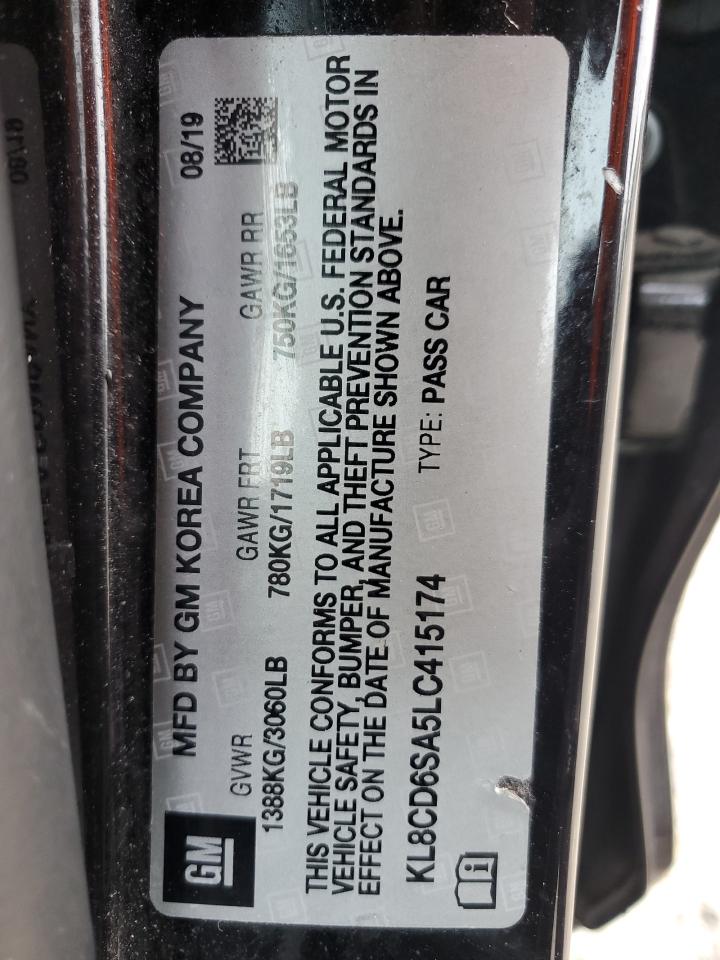 GM
MFD BY GM KOREA COMPANY 08/19
GVWR GAWR FRT GAWR RR
1388KG/3060LB 780KG/1719LB 750KG/1653LB
THIS VEHICLE CONFORMS TO ALL APPLICABLE U.S. FEDERAL MOTOR
VEHICLE SAFETY, BUMPER, AND THEFT PREVENTION STANDARDS IN
EFFECT ON THE DATE OF MANUFACTURE SHOWN ABOVE.
KL8CD6SA5LC415174 TYPE: PASS CAR